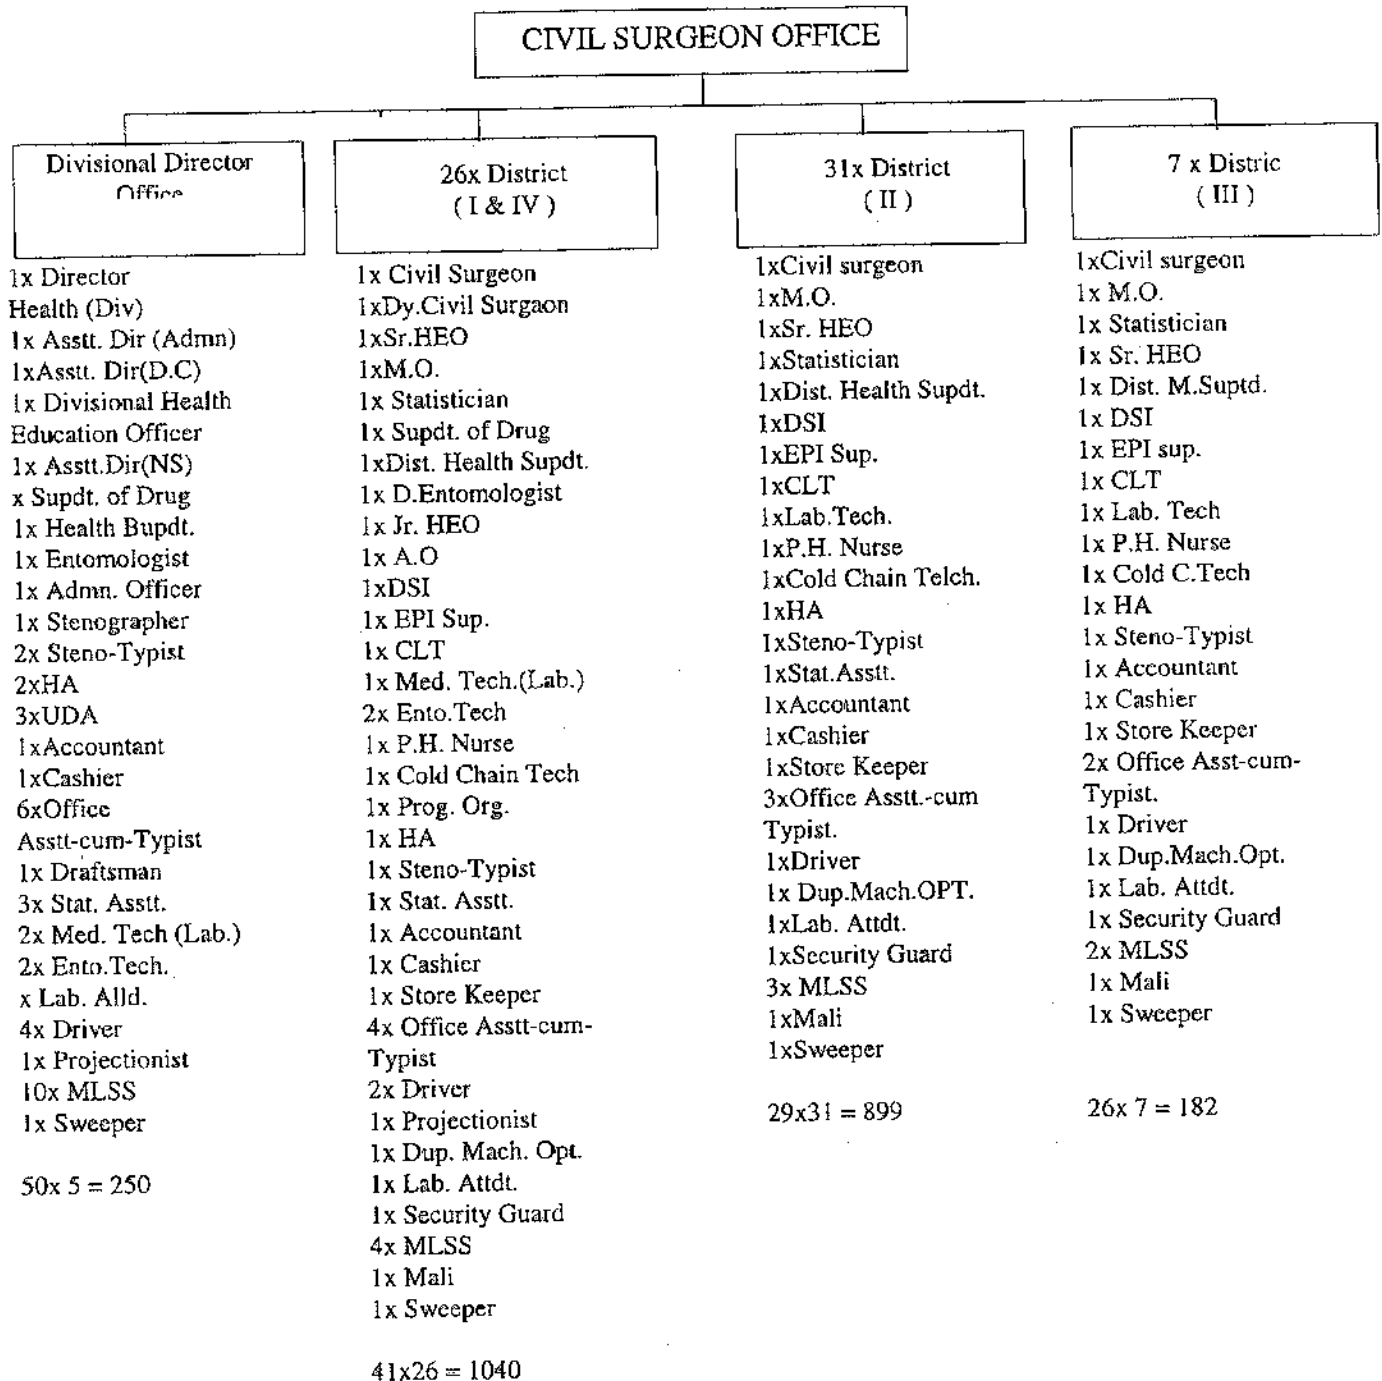 CIVIL SURGEON OFFICE
Divisional Director
Office
1x Director
Health (Div)
1x Asstt. Dir (Admn)
1xAsstt. Dir(D.C)
1x Divisional Health
Education Officer
1x Asstt.Dir(NS)
x Supdt. of Drug
1x Health Bupdt.
1x Entomologist
1x Admn. Officer
1x Stenographer
2x Steno-Typist
2xHA
3xUDA
1xAccountant
1xCashier
6xOffice
Asstt-cum-Typist
1x Draftsman
3x Stat. Asstt.
2x Med. Tech (Lab.)
2x Ento.Tech.
x Lab. Alld.
4x Driver
1x Projectionist
10x MLSS
1x Sweeper
50x 5 = 250
26x District
( I & IV )
1x Civil Surgeon
1xDy.Civil Surgaon
1xSr.HEO
1xM.O.
1x Statistician
1x Supdt. of Drug
1xDist. Health Supdt.
1x D.Entomologist
1x Jr. HEO
1x A.O
1xDSI
1x EPI Sup.
1x CLT
1x Med. Tech.(Lab.)
2x Ento.Tech
1x P.H. Nurse
1x Cold Chain Tech
1x Prog. Org.
1x HA
1x Steno-Typist
1x Stat. Asstt.
1x Accountant
1x Cashier
1x Store Keeper
4x Office Asstt-cum-
Typist
2x Driver
1x Projectionist
1x Dup. Mach. Opt.
1x Lab. Attdt.
1x Security Guard
4x MLSS
1x Mali
1x Sweeper
41x26 = 1040
31x District
( II )
1xCivil surgeon
1xM.O.
1xSr. HEO
1xStatistician
1xDist. Health Supdt.
1xDSI
1xEPI Sup.
1xCLT
1xLab.Tech.
1xP.H. Nurse
1xCold Chain Telch.
1xHA
1xSteno-Typist
1xStat.Asstt.
1xAccountant
1xCashier
1xStore Keeper
3xOffice Asstt.-cum
Typist.
1xDriver
1x Dup.Mach.OPT.
1xLab. Attdt.
1xSecurity Guard
3x MLSS
1xMali
1xSweeper
29x31 = 899
7 x Distric
( III )
1xCivil surgeon
1x M.O.
1x Statistician
1x Sr. HEO
1x Dist. M.Suptd.
1x DSI
1x EPI sup.
1x CLT
1x Lab. Tech
1x P.H. Nurse
1x Cold C.Tech
1x HA
1x Steno-Typist
1x Accountant
1x Cashier
1x Store Keeper
2x Office Asst-cum-
Typist.
1x Driver
1x Dup.Mach.Opt.
1x Lab. Attdt.
1x Security Guard
2x MLSS
1x Mali
1x Sweeper
26x 7 = 182